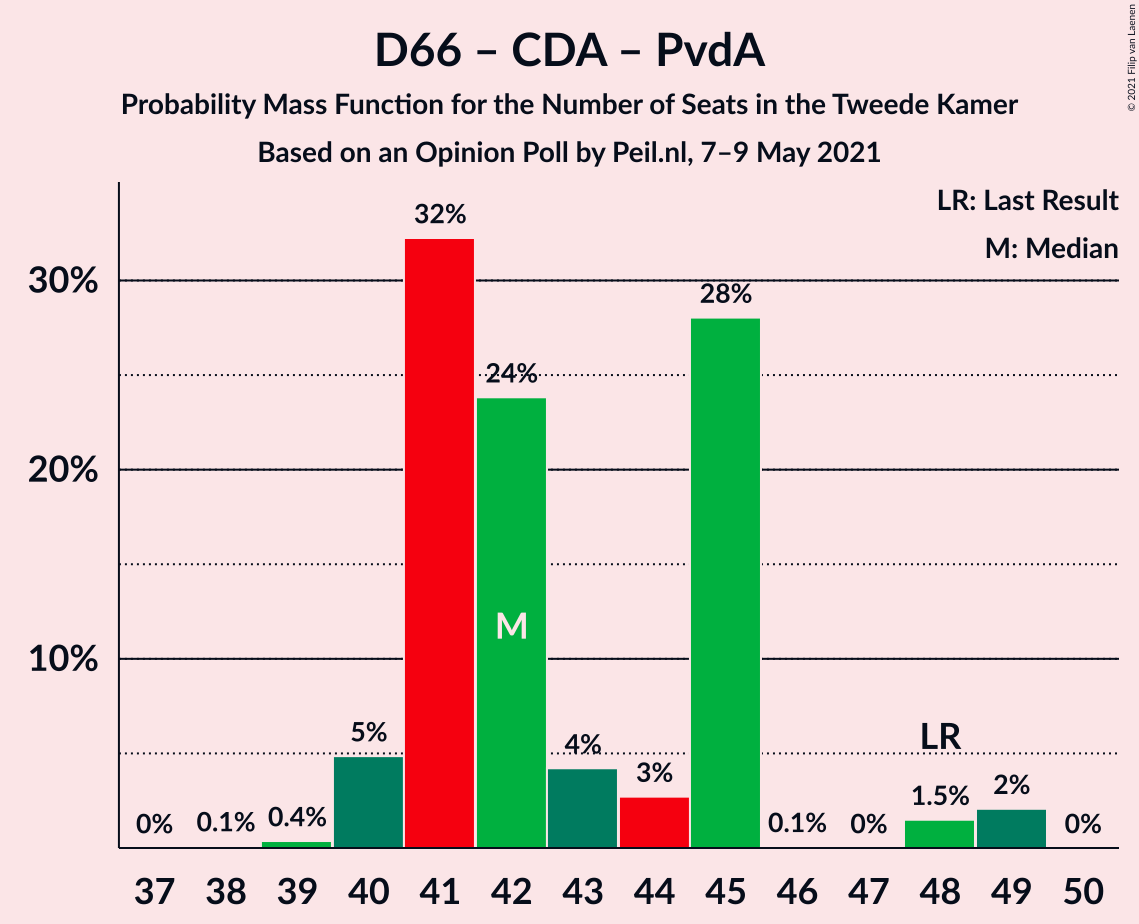 © 2021 Filip van Laenen
D66 – CDA – PvdA
Probability Mass Function for the Number of Seats in the Tweede Kamer
Based on an Opinion Poll by Peil.nl, 7–9 May 2021
LR: Last Result
M: Median
30%
20%
10%
0%
0.1%
0.4%
5%
32%
24%
4%
3%
28%
0.1%
0%
1.5%
2%
0%
M
LR
37 38 39 40 41 42 43 44 45 46 47 48 49 50